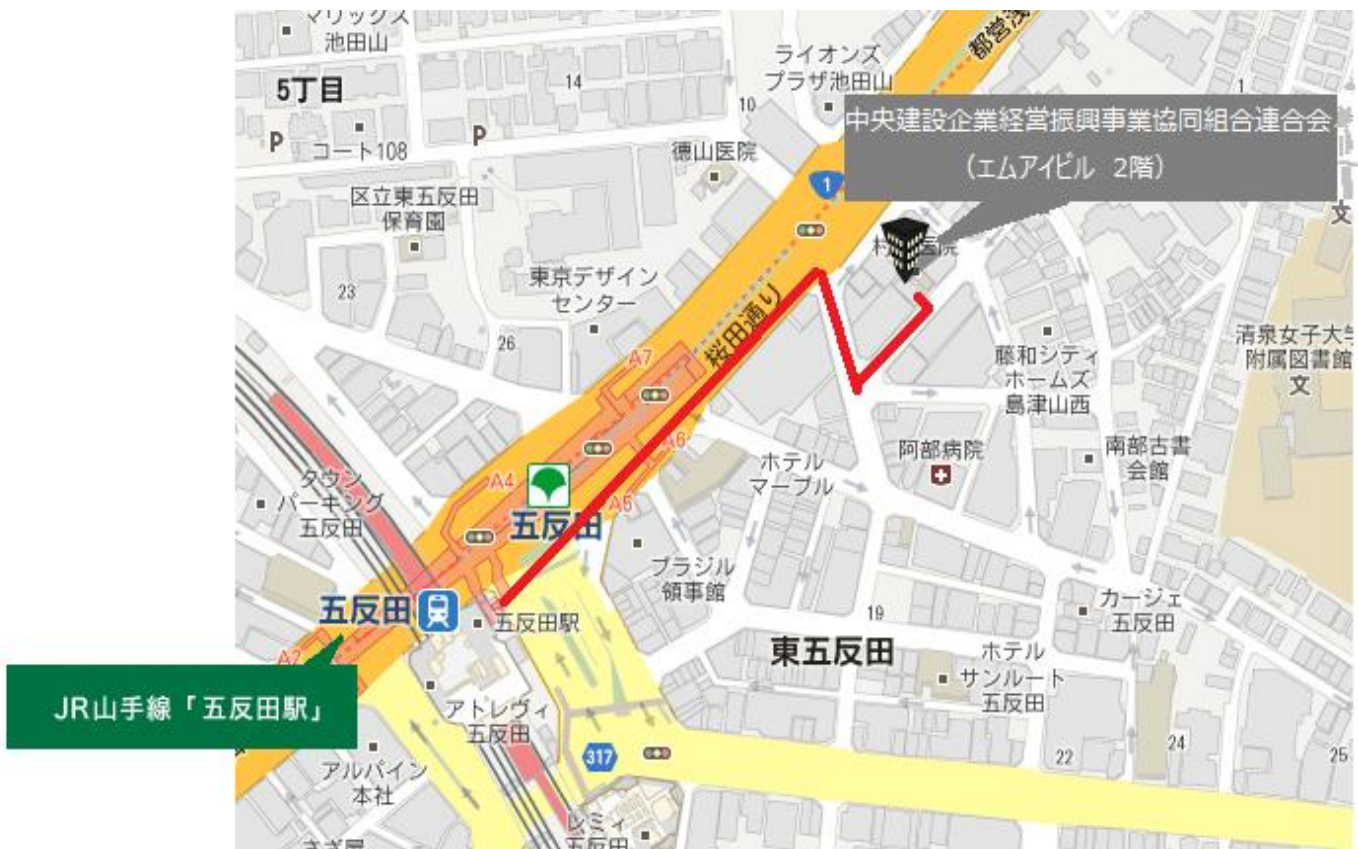 マリックス
池田山
5丁目
14
ライオンズ
プラザ池田山
都営浅
1
10
中央建設企業経営振興事業協同組合連合会
(エムアイビル 2階)
P
コート108
P
徳山医院
1
文
区立東五反田
保育園
医院
東京デザイン
センター
23
26
桜田通り
A7
藤和シティ
ホームズ
島津山西
清泉女子大学
附属図書館
文
A6
阿部病院
南部古書
会館
ホテル
マーブル
A4
タウン
パーキング
五反田
五反田
A5
18
ブラジル
領事館
カージェ
五反田
五反田
五反田駅
19
東五反田
ホテル
サンルート
五反田
A2
JR山手線「五反田駅」
アトレヴィ
五反田
317
22
24
25
アルパイン
本社
レミィ
五反田